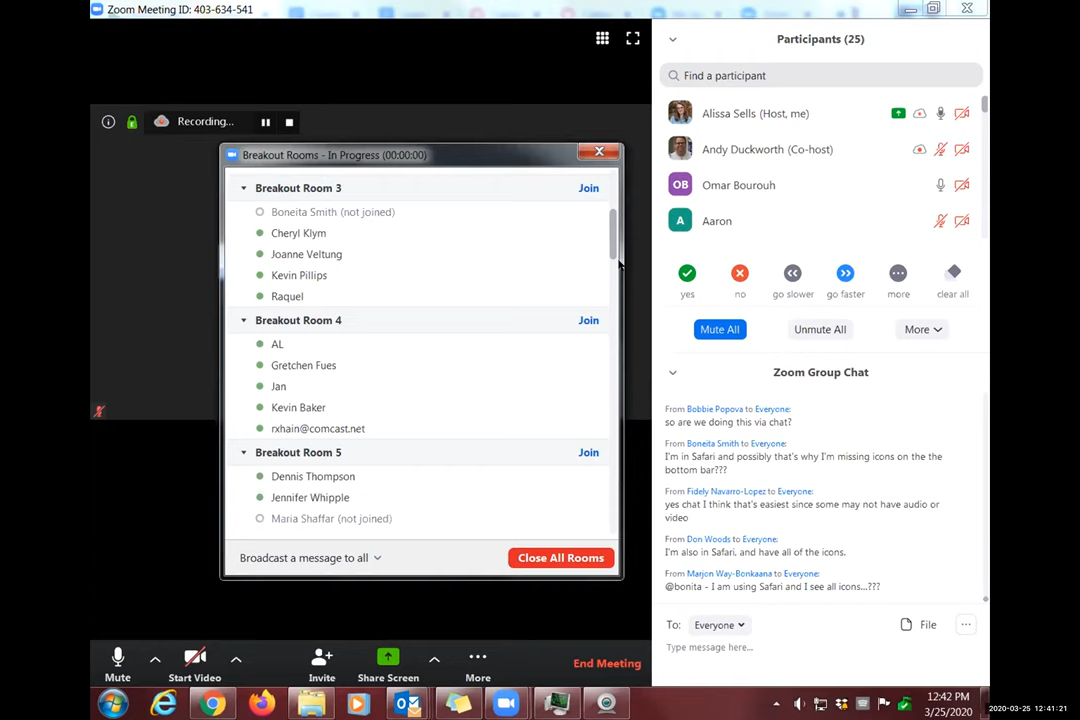 Zoom Meeting ID: 403-634-541
Recording...
Breakout Rooms - In Progress (00:00:00)
Breakout Room 3 Join
Boneita Smith (not joined)
Cheryl Klym
Joanne Veltung
Kevin Pillips
Raquel
Breakout Room 4 Join
AL
Gretchen Fues
Jan
Kevin Baker
rxhain@comcast.net
Breakout Room 5 Join
Dennis Thompson
Jennifer Whipple
Maria Shaffar (not joined)
Broadcast a message to all
Close All Rooms
Mute
Start Video
Invite
Share Screen
More
End Meeting
Participants (25)
Find a participant
Alissa Sells (Host, me)
Andy Duckworth (Co-host)
OB Omar Bourouh
A Aaron
yes no go slower go faster more clear all
Mute All Unmute All More
Zoom Group Chat
From Bobbie Popova to Everyone:
so are we doing this via chat?
From Boneita Smith to Everyone:
I'm in Safari and possibly that's why I'm missing icons on the the
bottom bar???
From Fidely Navarro-Lopez to Everyone:
yes chat I think that's easiest since some may not have audio or
video
From Don Woods to Everyone:
I'm also in Safari, and have all of the icons.
From Marjon Way-Bonkaana to Everyone:
@bonita - I am using Safari and I see all icons...???
To: Everyone File ...
Type message here...
12:42 PM
3/25/2020
2020-03-25 12:41:21